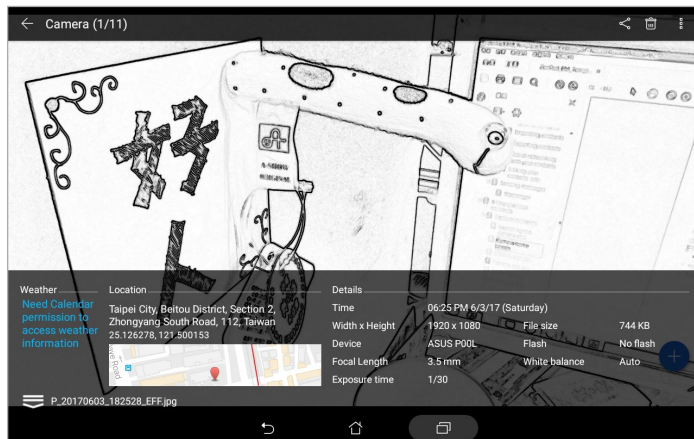 Camera (1/11)
好
A-SHOW
Weather
Need Calendar
permission to
access weather
information
Location
Taipei City, Beitou District, Section 2,
Zhongyang South Road, 112, Taiwan
25.126278, 121.500153
Details
Time 06:25 PM 6/3/17 (Saturday)
Width x Height 1920 x 1080 File size 744 KB
Device ASUS P00L Flash No flash
Focal Length 3.5 mm White balance Auto
Exposure time 1/30
P_20170603_182528_EFF.jpg